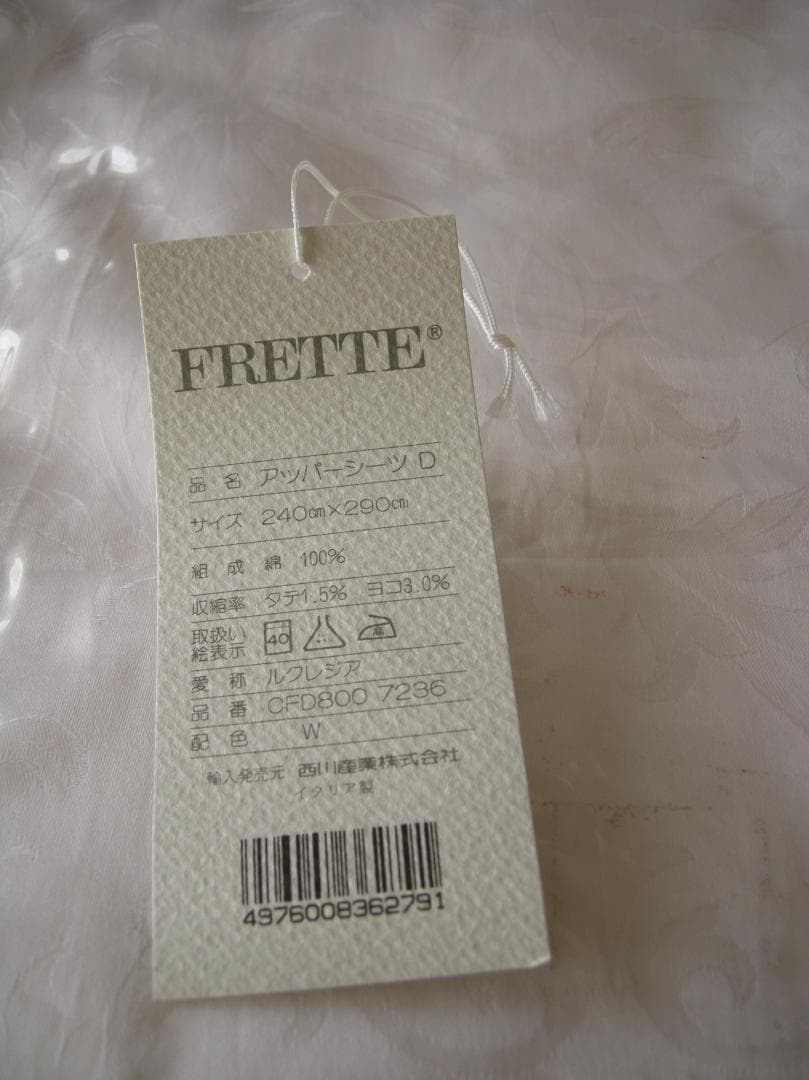 FRETTE®
品 名 アッパーシーツ D
サイズ 240㎝×290㎝
組 成 綿 100%
収縮率 タテ1.5% ヨコ3.0%
取扱い
絵表示 40 高
愛 称 ルクレジア
品 番 CFD800 7236
配 色 W
輸入発売元 西川産業株式会社
イタリア製
4976008362791